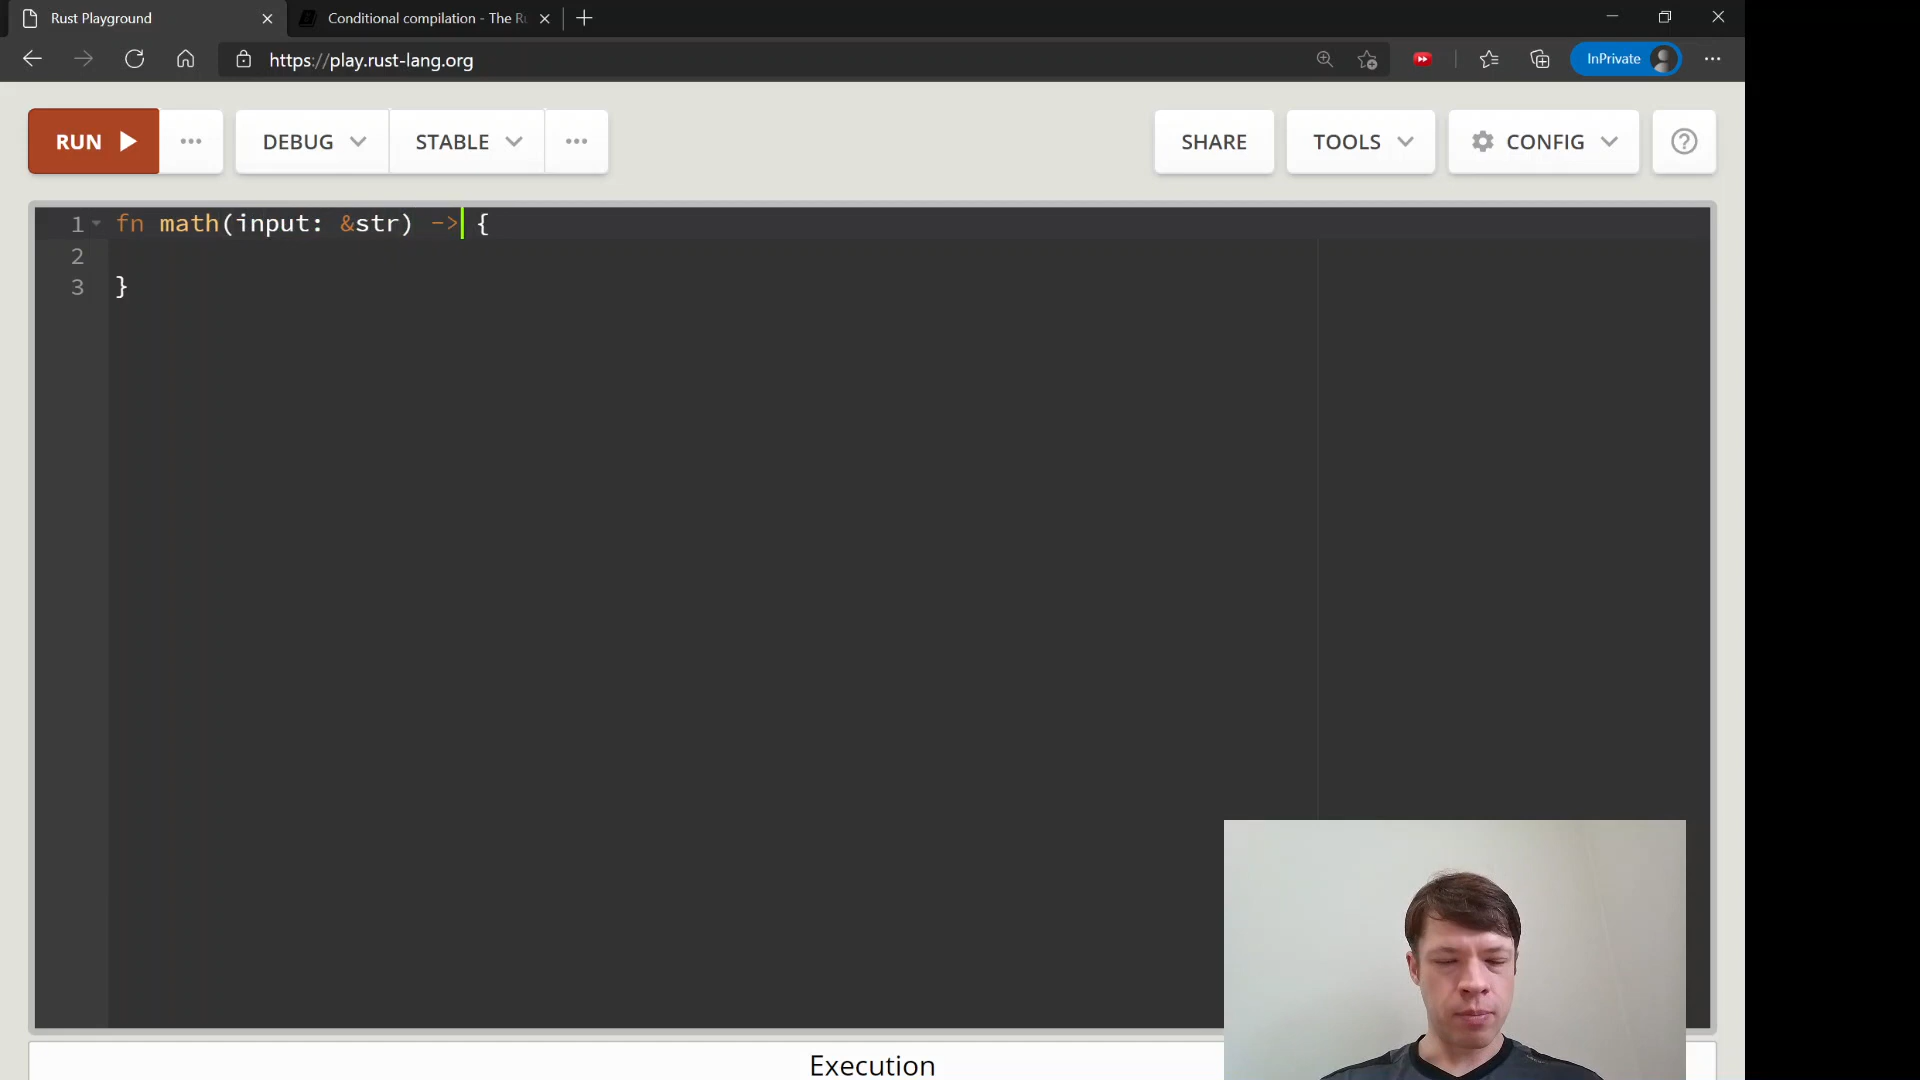 Rust Playground
Conditional compilation - The Ru
https://play.rust-lang.org
InPrivate
RUN
DEBUG
STABLE
SHARE
TOOLS
CONFIG
1 fn math(input: &str) -> {
2
3 }
Execution